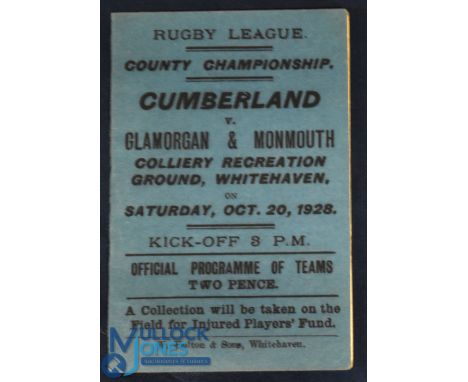 RUGBY LEAGUE.
COUNTY CHAMPIONSHIP.
CUMBERLAND
V.
GLAMORGAN & MONMOUTH
COLLIERY RECREATION
GROUND, WHITEHAVEN,
ON
SATURDAY, OCT. 20, 1928.
KICK-OFF 3 P.M.
OFFICIAL PROGRAMME OF TEAMS
TWO PENCE.
A Collection will be taken on the
Field for Injured Players' Fund.
& Sons, Whitehaven.
MULLOCK
JONES